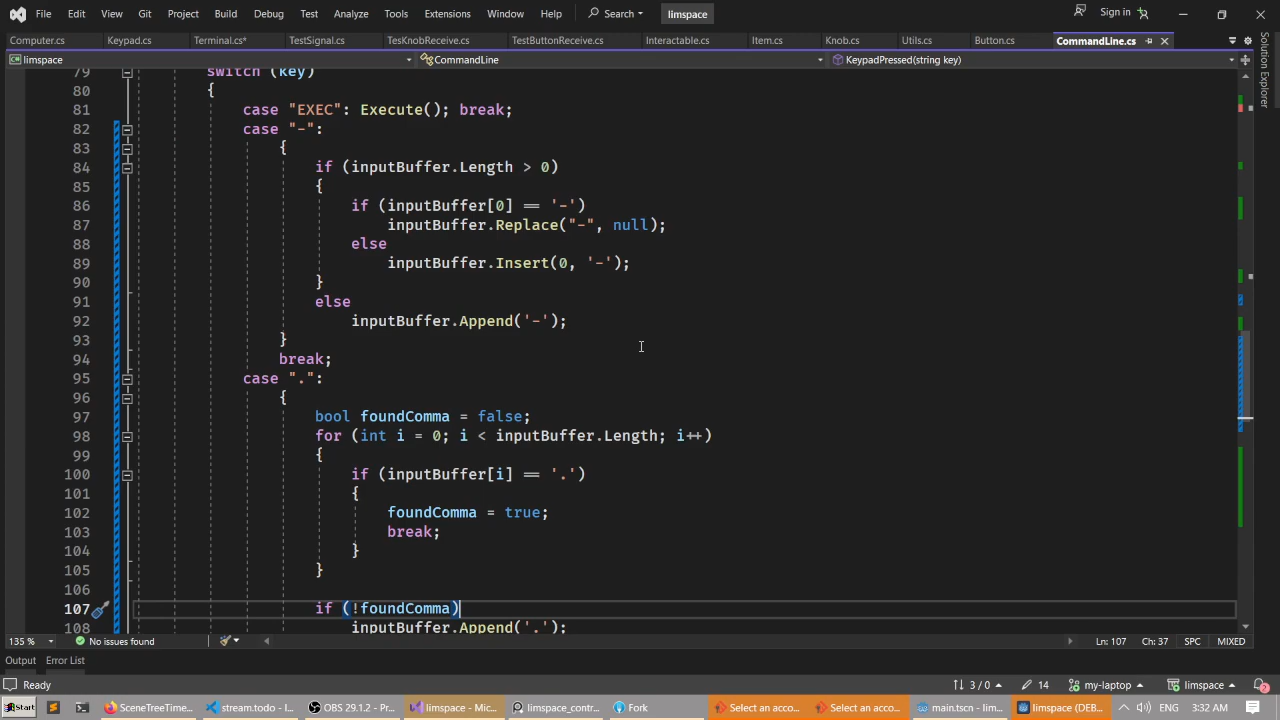 File Edit View Git Project Build Debug Test Analyze Tools Extensions Window Help Search limspace Sign in
Computer.cs Keypad.cs Terminal.cs* TestSignal.cs TesKnobReceive.cs TestButtonReceive.cs Interactable.cs Item.cs Knob.cs Utils.cs Button.cs CommandLine.cs
limspace CommandLine KeypadPressed(string key)
79 switch (key)
80 {
81 case "EXEC": Execute(); break;
82 case "-":
83 {
84 if (inputBuffer.Length > 0)
85 {
86 if (inputBuffer[0] == '-')
87 inputBuffer.Replace("-", null);
88 else
89 inputBuffer.Insert(0, '-');
90 }
91 else
92 inputBuffer.Append('-');
93 }
94 break;
95 case ".":
96 {
97 bool foundComma = false;
98 for (int i = 0; i < inputBuffer.Length; i++)
99 {
100 if (inputBuffer[i] == '.')
101 {
102 foundComma = true;
103 break;
104 }
105 }
106
107 if (!foundComma)
108 inputBuffer.Append('.');
Solution Explorer
135 % No issues found Ln: 107 Ch: 37 SPC MIXED
Output Error List
Ready 3 / 0 14 my-laptop limspace 2
Start SceneTreeTime... stream.todo - l... OBS 29.1.2 - Pr... limspace - Mic... limspace_contr... Fork Select an acco... Select an acco... main.tscn - lim... limspace (DEB... ENG 3:32 AM